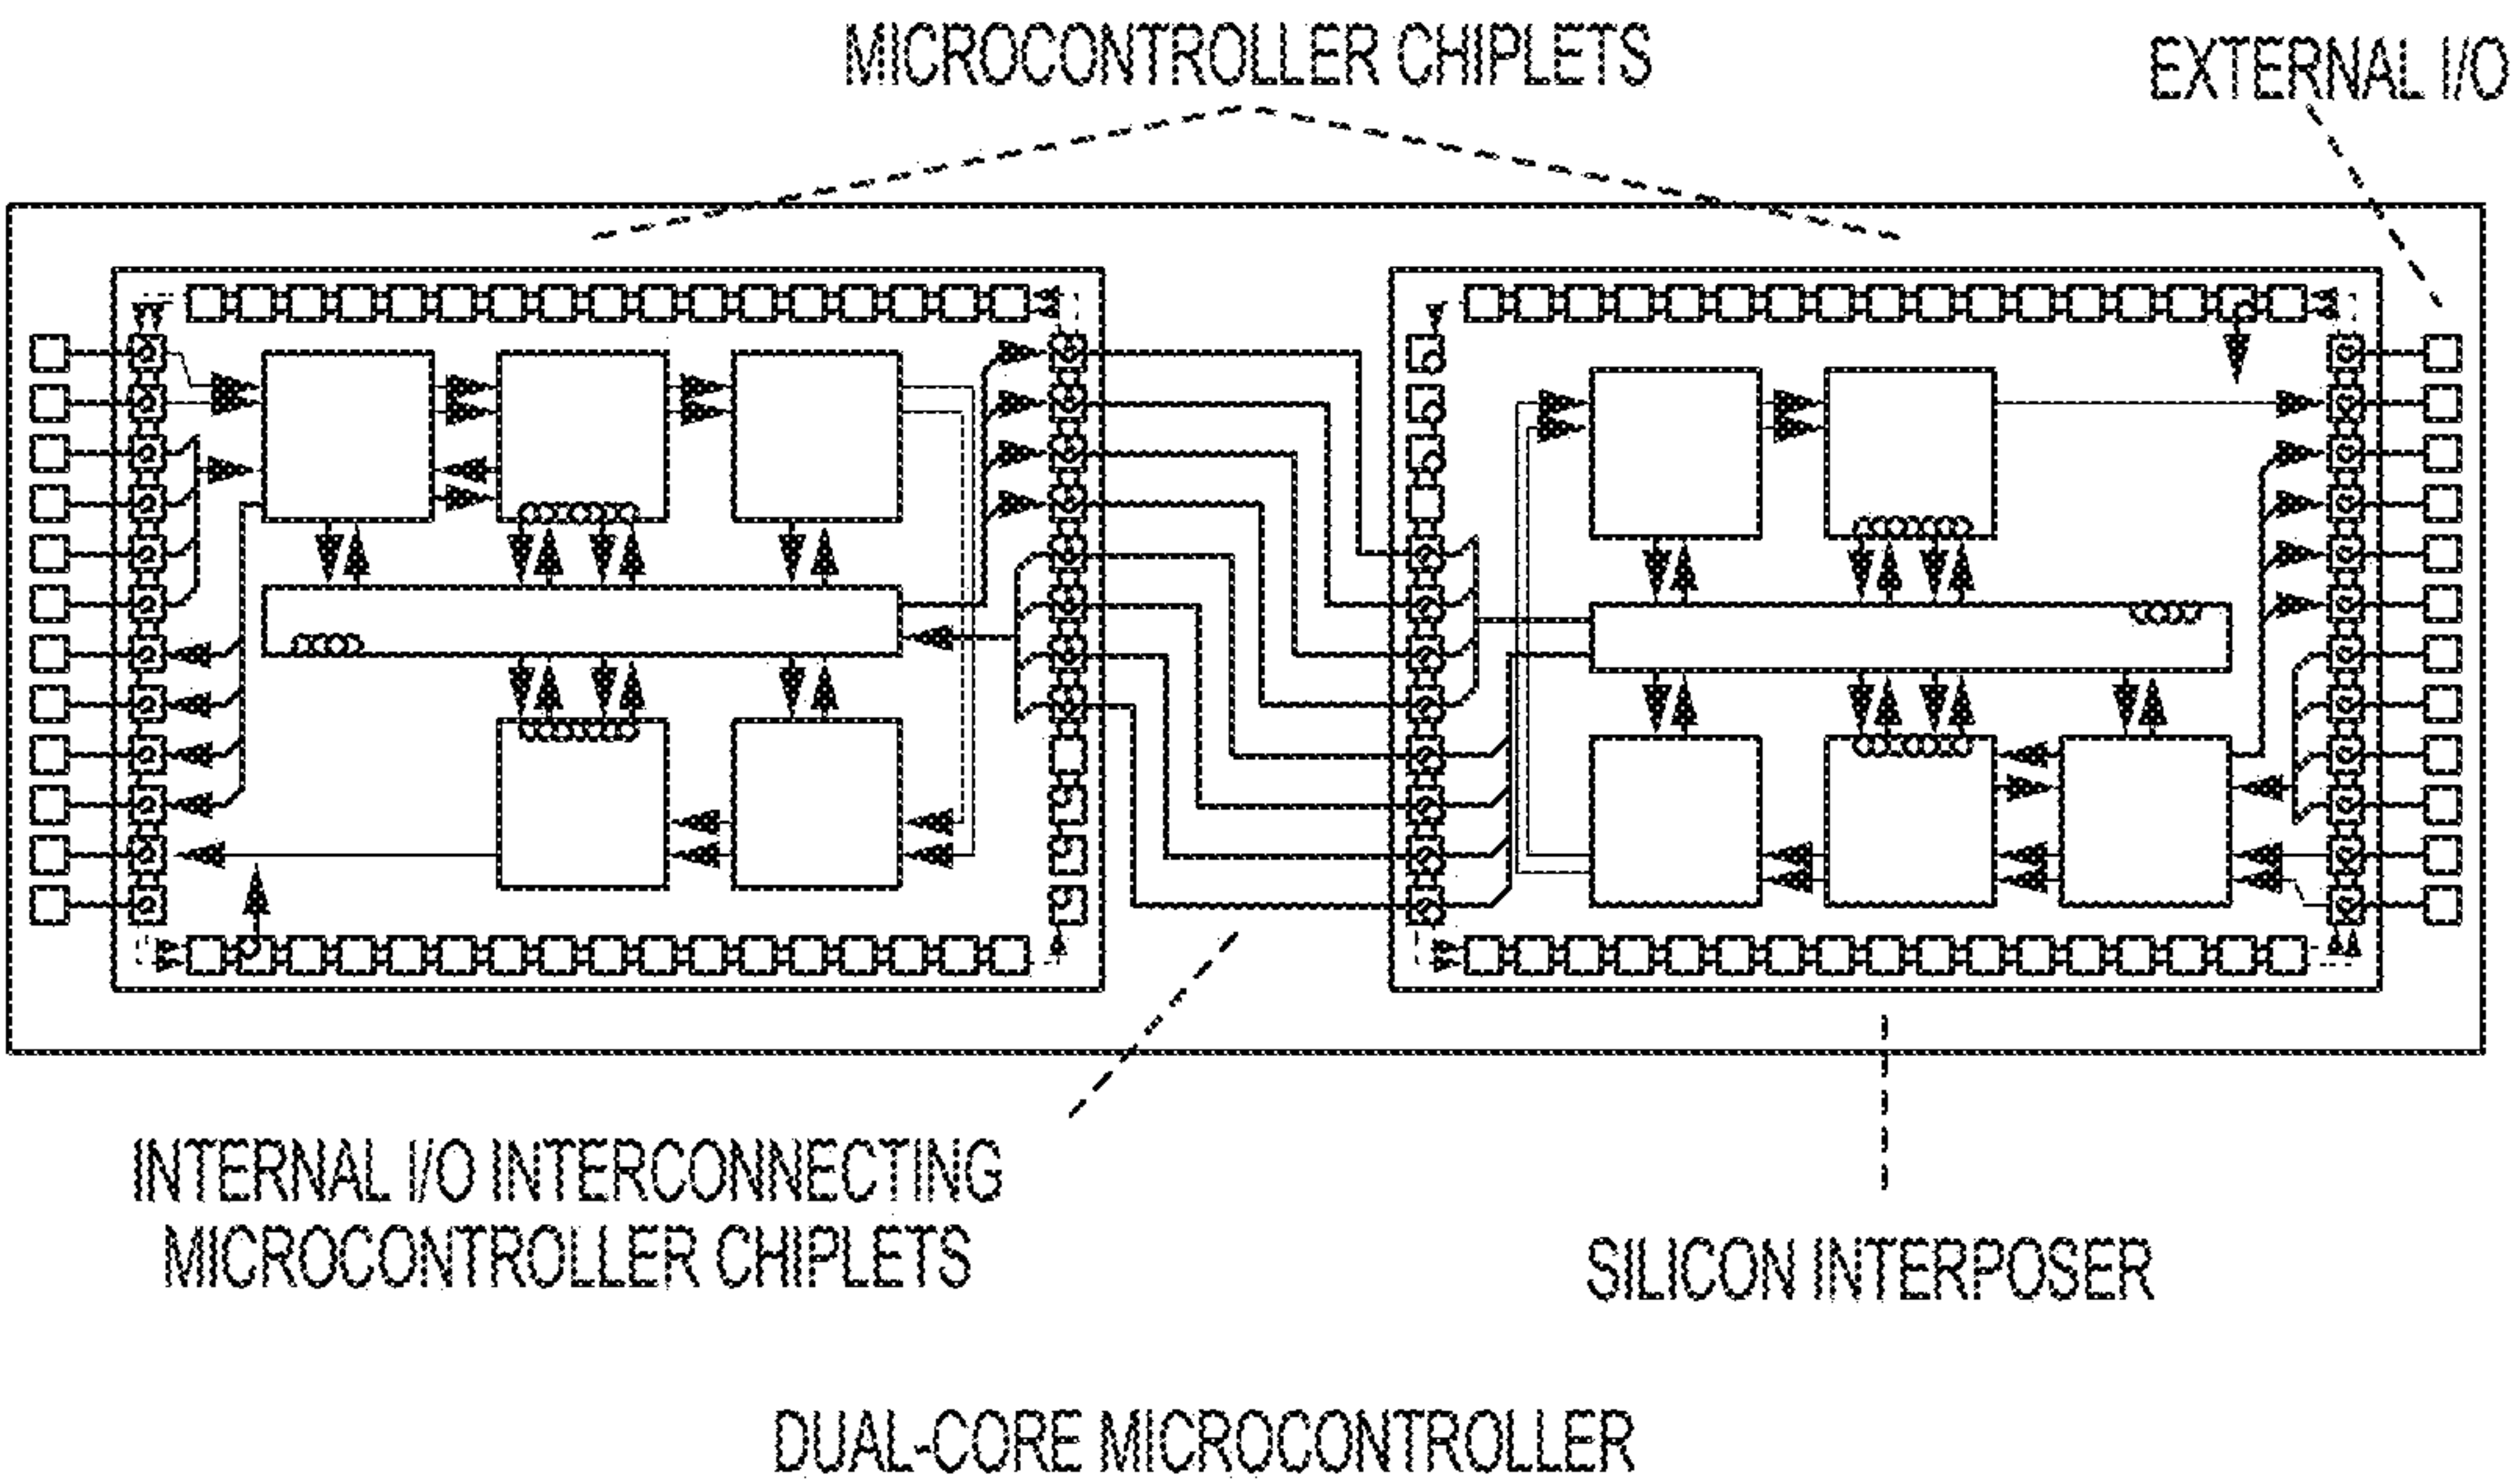 MICROCONTROLLER CHIPLETS
EXTERNAL I/O
INTERNAL I/O INTERCONNECTING
MICROCONTROLLER CHIPLETS
SILICON INTERPOSER
DUAL-CORE MICROCONTROLLER